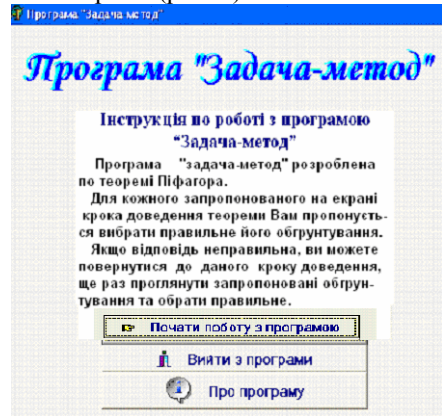 Програма "Задача-метод"
Програма "Задача-метод"
Інструкція по роботі з програмою
“Задача-метод”
Програма "задача-метод" розроблена
по теоремі Піфагора.
Для кожного запропонованого на екрані
крока доведення теореми Вам пропонуєть-
ся вибрати правильне його обгрунтування.
Якщо відповідь неправильна, ви можете
повернутися до даного кроку доведення,
ще раз проглянути запропоновані обгрун-
тування та обрати правильне.
Почати роботу з програмою
Вийти з програми
Про програму